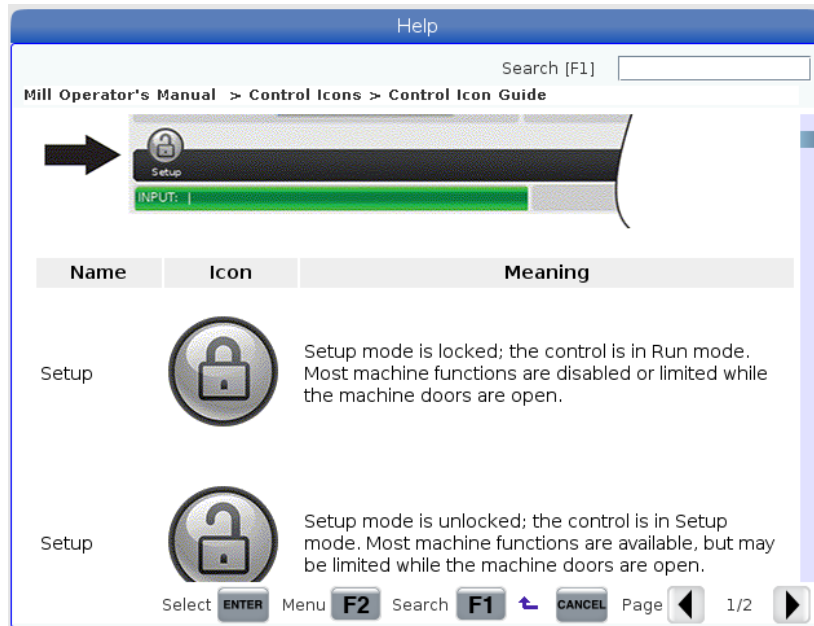 Help
Search [F1]
Mill Operator's Manual > Control Icons > Control Icon Guide
Setup
INPUT: |
Name Icon Meaning
Setup
Setup mode is locked; the control is in Run mode.
Most machine functions are disabled or limited while
the machine doors are open.
Setup
Setup mode is unlocked; the control is in Setup
mode. Most machine functions are available, but may
be limited while the machine doors are open.
Select ENTER Menu F2 Search F1 CANCEL Page 1/2